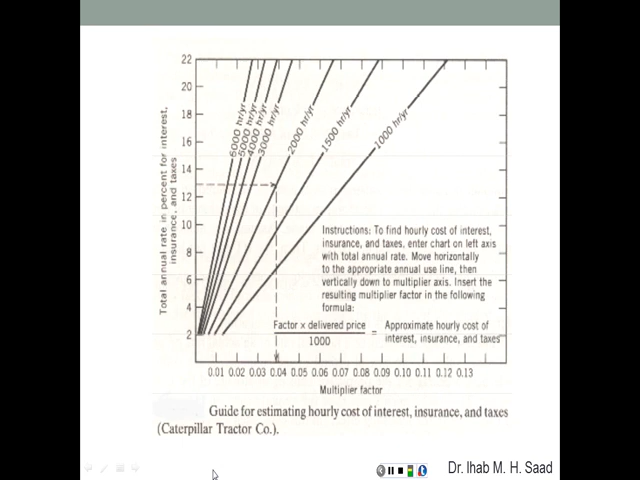 22
20
18
16
14
12
10
8
6
4
2
Total annual rate in percent for interest,
insurance, and taxes
6000 hr/yr
5000 hr/yr
4000 hr/yr
3000 hr/yr
2000 hr/yr
1500 hr/yr
1000 hr/yr
Instructions: To find hourly cost of interest,
insurance, and taxes, enter chart on left axis
with total annual rate. Move horizontally
to the appropriate annual use line, then
vertically down to multiplier axis. Insert the
resulting multiplier factor in the following
formula:
Factor × delivered price
1000
= Approximate hourly cost of
interest, insurance, and taxes
0.01 0.02 0.03 0.04 0.05 0.06 0.07 0.08 0.09 0.10 0.11 0.12 0.13
Multiplier factor
Guide for estimating hourly cost of interest, insurance, and taxes
(Caterpillar Tractor Co.).
Dr. Ihab M. H. Saad